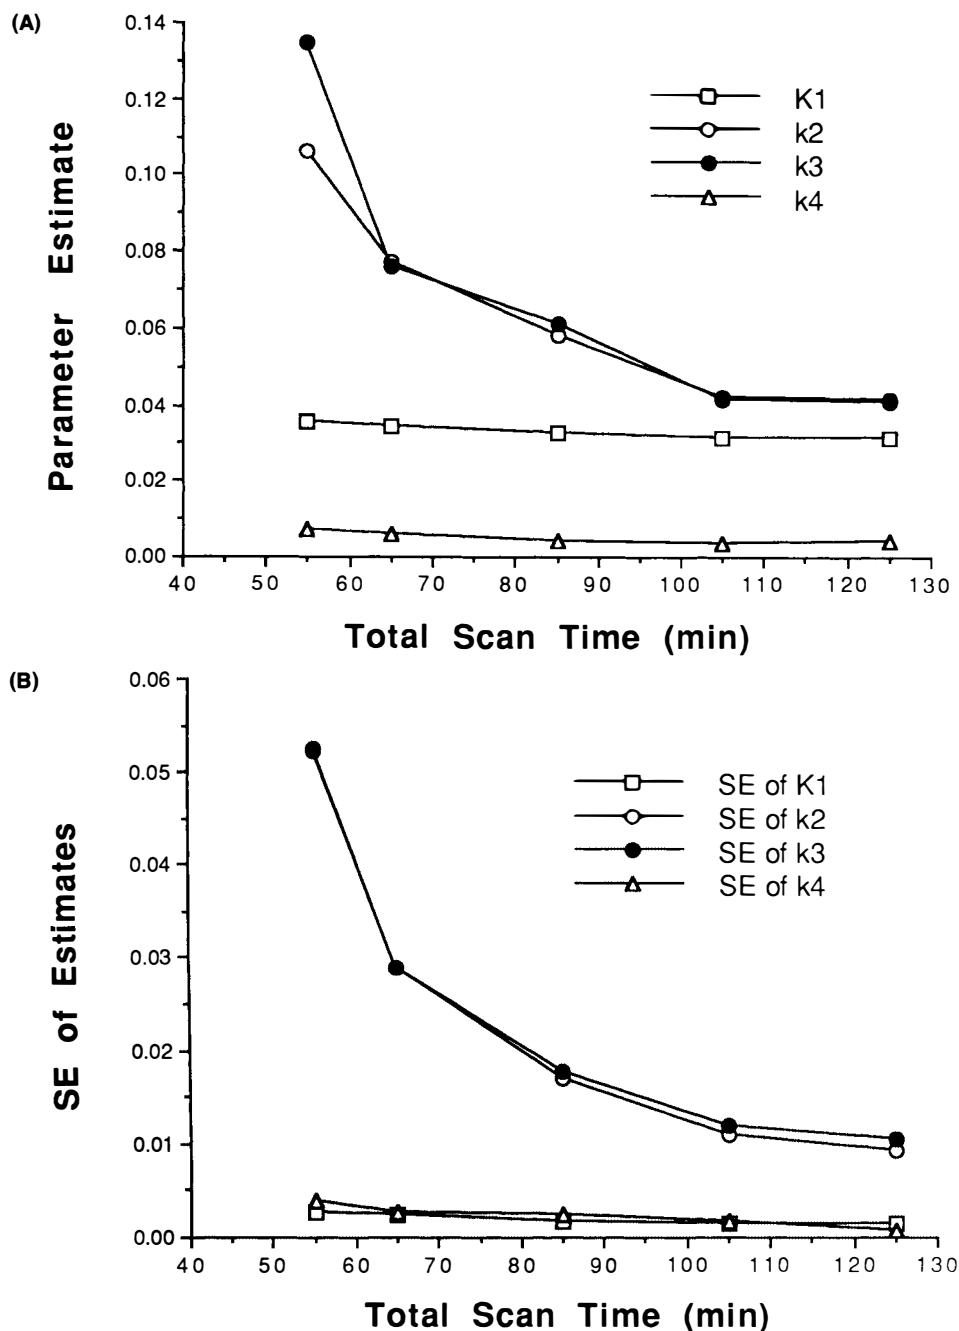 (A)
Parameter Estimate
0.14
0.12
0.10
0.08
0.06
0.04
0.02
0.00
K1
k2
k3
k4
40 50 60 70 80 90 100 110 120 130
Total Scan Time (min)
(B)
SE of Estimates
0.06
0.05
0.04
0.03
0.02
0.01
0.00
SE of K1
SE of k2
SE of k3
SE of k4
40 50 60 70 80 90 100 110 120 130
Total Scan Time (min)